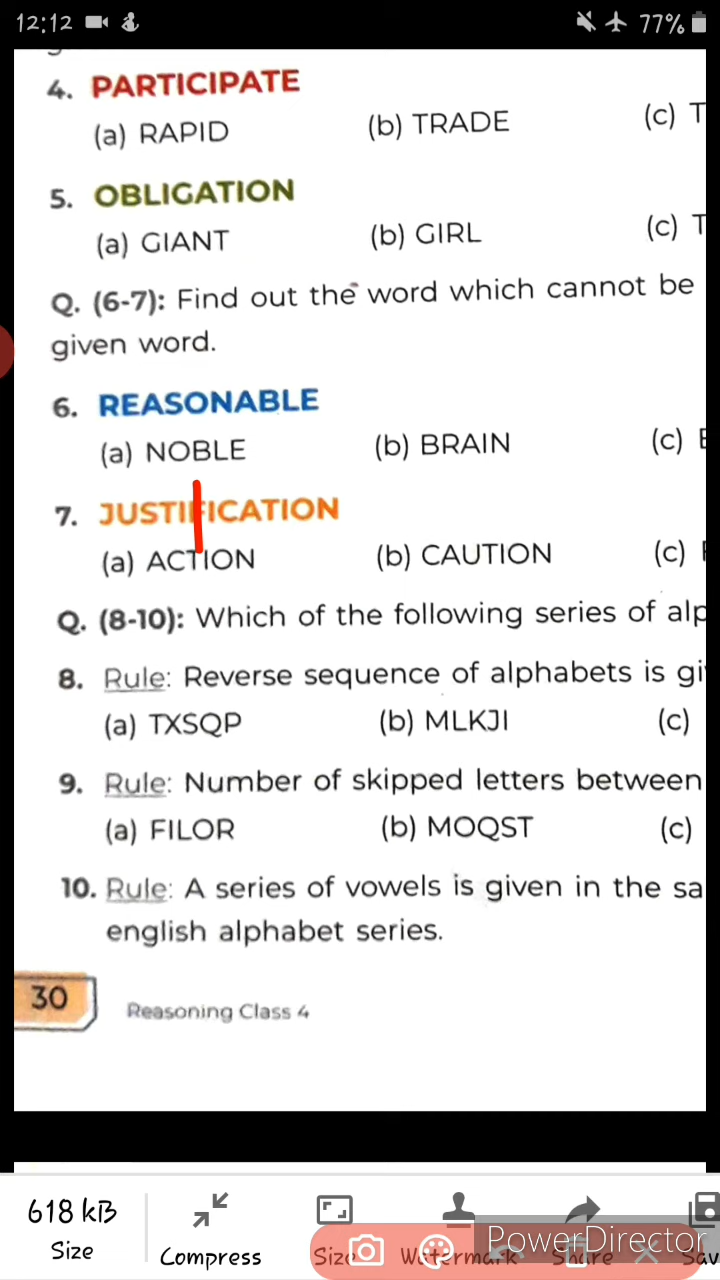 12:12 77%
4. PARTICIPATE
(a) RAPID (b) TRADE (c) T
5. OBLIGATION
(a) GIANT (b) GIRL (c) T
Q. (6-7): Find out the word which cannot be
given word.
6. REASONABLE
(a) NOBLE (b) BRAIN (c)
7. JUSTIFICATION
(a) ACTION (b) CAUTION (c)
Q. (8-10): Which of the following series of alp
8. Rule: Reverse sequence of alphabets is gi
(a) TXSQP (b) MLKJI (c)
9. Rule: Number of skipped letters between
(a) FILOR (b) MOQST (c)
10. Rule: A series of vowels is given in the sa
english alphabet series.
30 Reasoning Class 4
618 kB
Size Compress Size Watermark Share Sav
PowerDirector